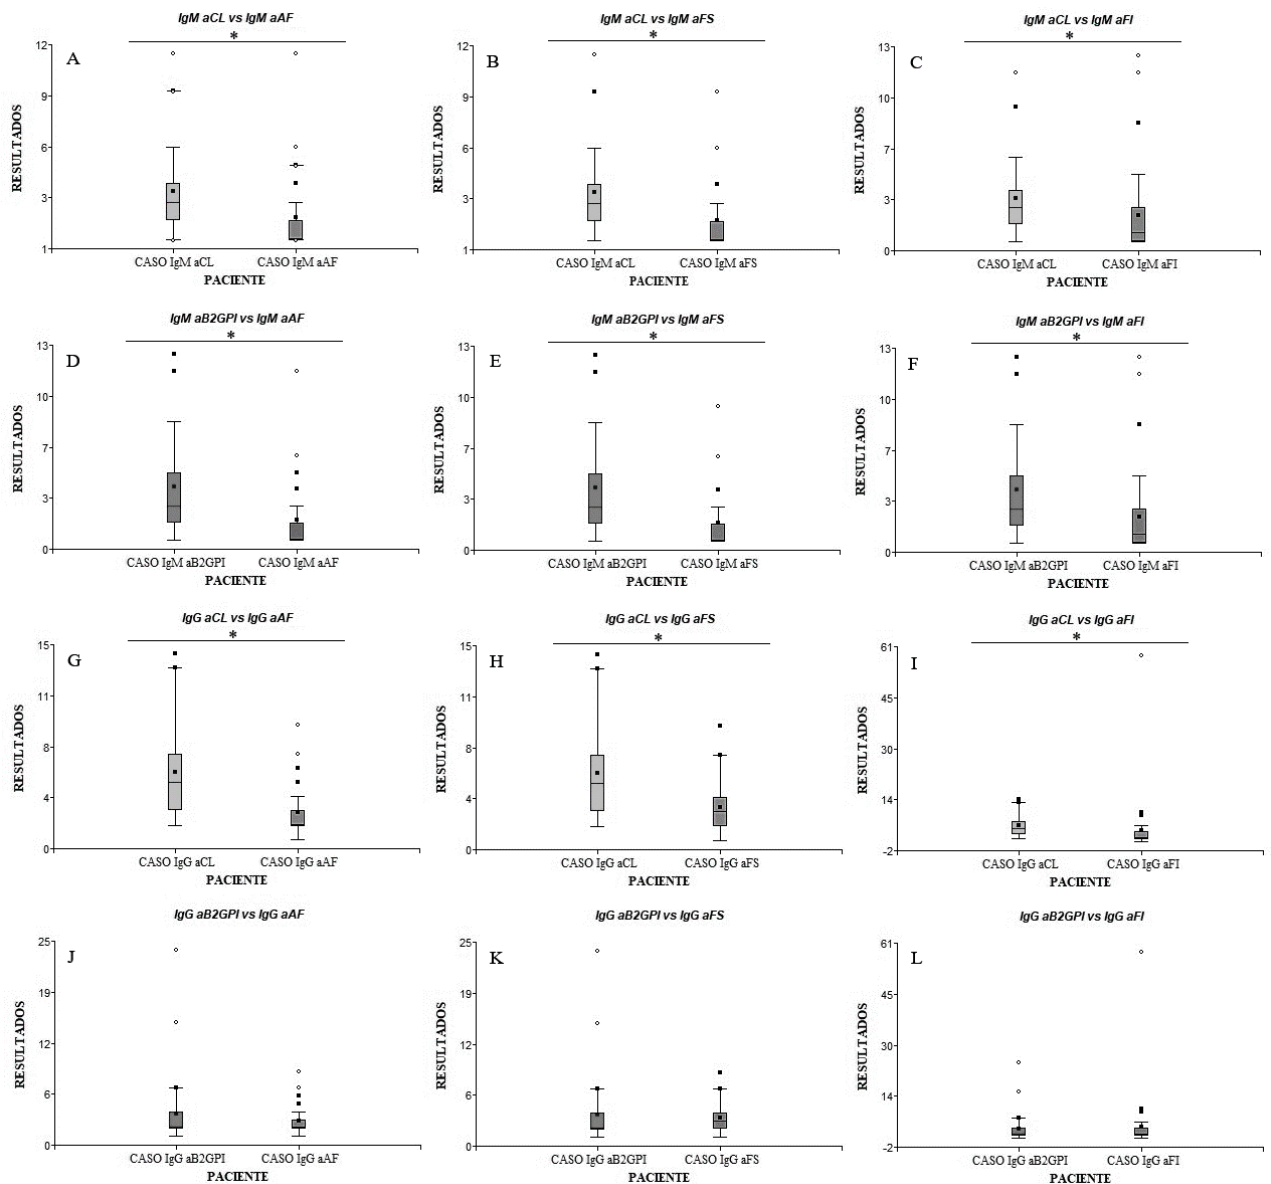 IgM aCL vs IgM aAF
*
A
RESULTADOS
12
9
6
3
1
CASO IgM aCL CASO IgM aAF
PACIENTE
IgM aCL vs IgM aFS
*
B
RESULTADOS
12
9
6
3
1
CASO IgM aCL CASO IgM aFS
PACIENTE
IgM aCL vs IgM aFI
*
C
RESULTADOS
13
10
7
3
0
CASO IgM aCL CASO IgM aFI
PACIENTE
IgM aB2GPI vs IgM aAF
*
D
RESULTADOS
13
10
7
3
0
CASO IgM aB2GPI CASO IgM aAF
PACIENTE
IgM aB2GPI vs IgM aFS
*
E
RESULTADOS
13
10
7
3
0
CASO IgM aB2GPI CASO IgM aFS
PACIENTE
IgM aB2GPI vs IgM aFI
*
F
RESULTADOS
13
10
7
3
0
CASO IgM aB2GPI CASO IgM aFI
PACIENTE
IgG aCL vs IgG aAF
*
G
RESULTADOS
15
11
8
4
0
CASO IgG aCL CASO IgG aAF
PACIENTE
IgG aCL vs IgG aFS
*
H
RESULTADOS
15
11
8
4
0
CASO IgG aCL CASO IgG aFS
PACIENTE
IgG aCL vs IgG aFI
*
I
RESULTADOS
61
45
30
14
-2
CASO IgG aCL CASO IgG aFI
PACIENTE
IgG aB2GPI vs IgG aAF
J
RESULTADOS
25
19
12
6
0
CASO IgG aB2GPI CASO IgG aAF
PACIENTE
IgG aB2GPI vs IgG aFS
K
RESULTADOS
25
19
12
6
0
CASO IgG aB2GPI CASO IgG aFS
PACIENTE
IgG aB2GPI vs IgG aFI
L
RESULTADOS
61
45
30
14
-2
CASO IgG aB2GPI CASO IgG aFI
PACIENTE